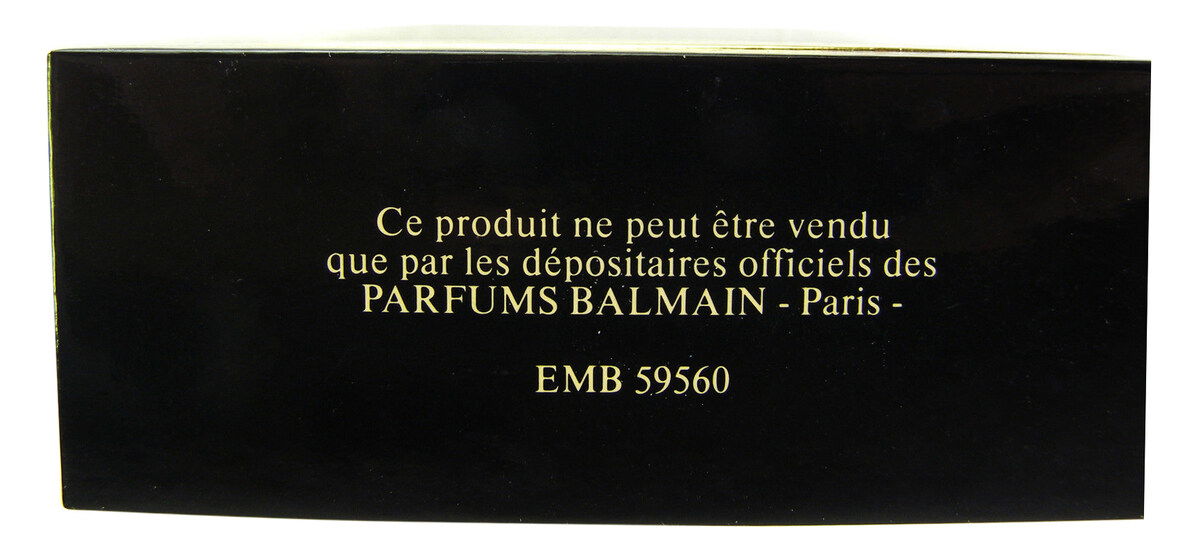 Ce produit ne peut être vendu
que par les dépositaires officiels des
PARFUMS BALMAIN - Paris -
EMB 59560